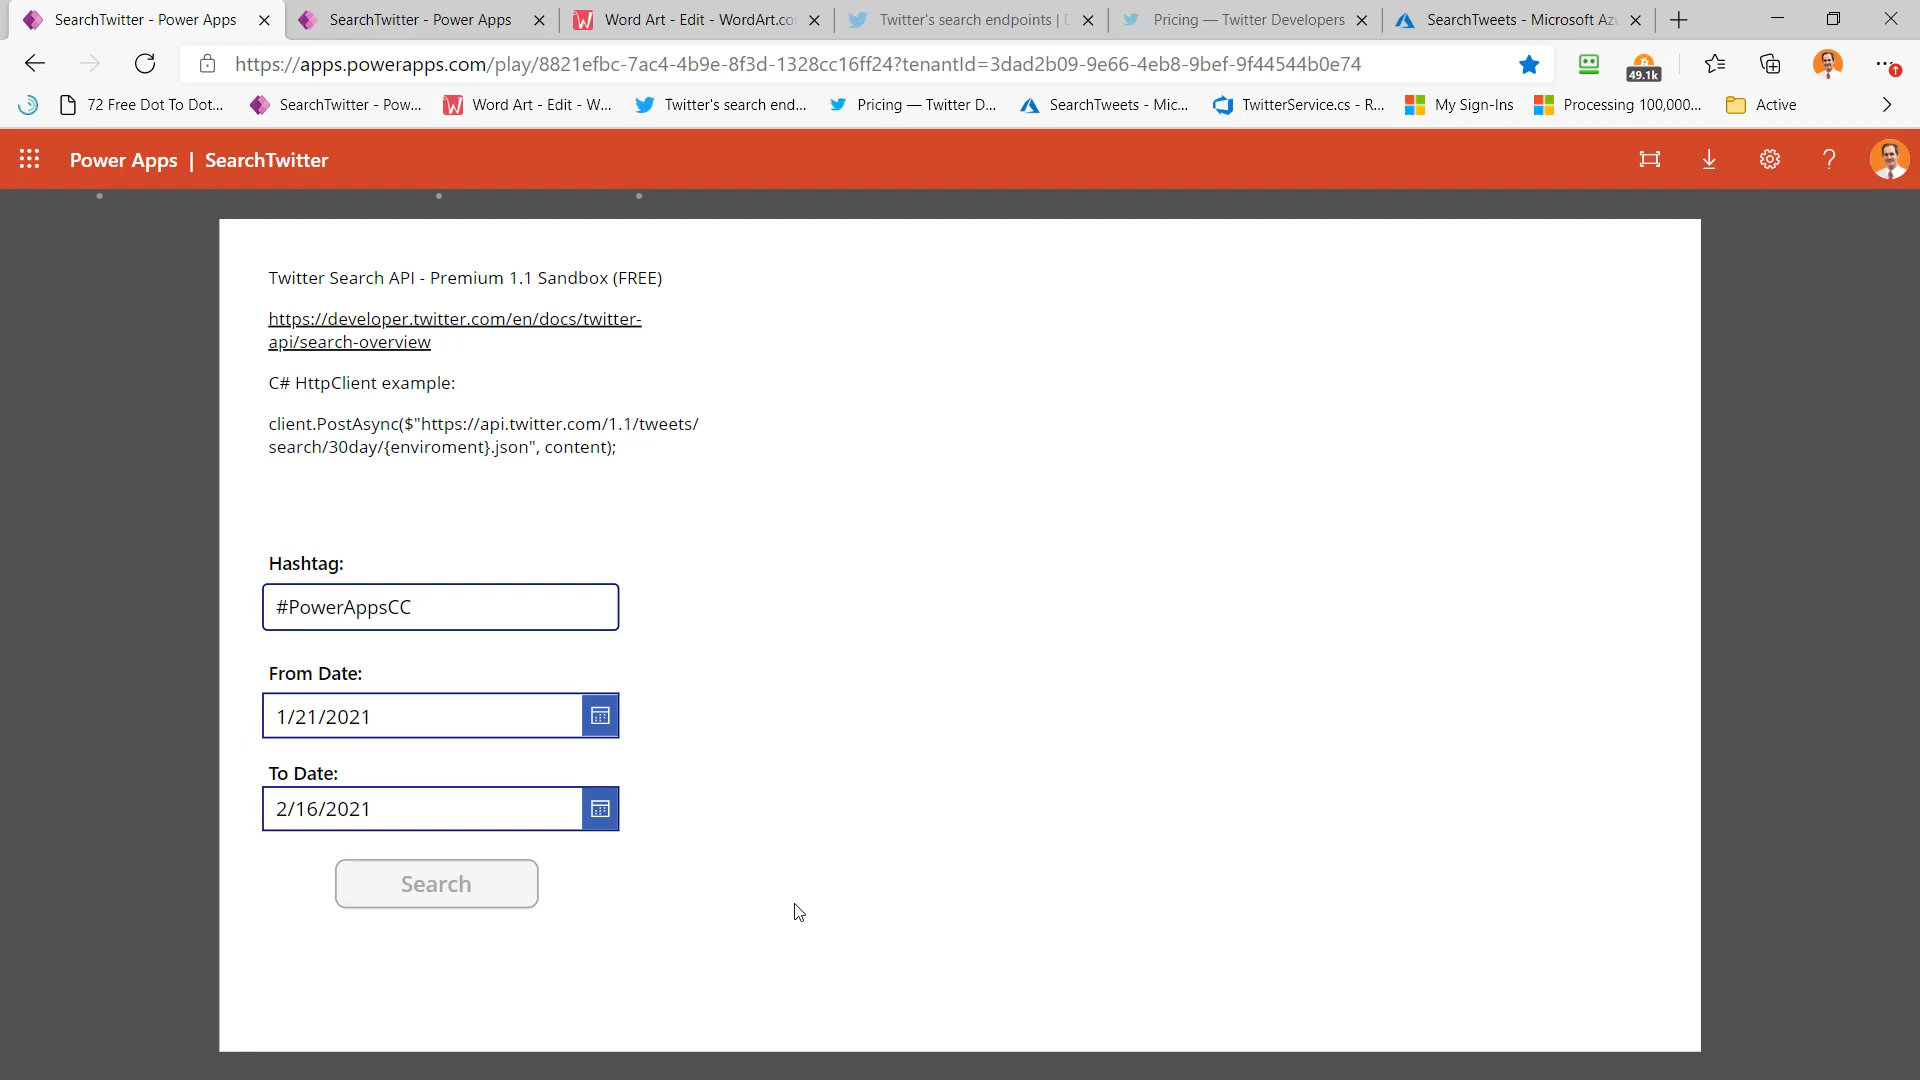 SearchTwitter - Power Apps
SearchTwitter - Power Apps
Word Art - Edit - WordArt.co
Twitter's search endpoints |
Pricing — Twitter Developers
SearchTweets - Microsoft Az
https://apps.powerapps.com/play/8821efbc-7ac4-4b9e-8f3d-1328cc16ff24?tenantId=3dad2b09-9e66-4eb8-9bef-9f44544b0e74
49.1k
72 Free Dot To Dot...
SearchTwitter - Pow...
Word Art - Edit - W...
Twitter's search end...
Pricing — Twitter D...
SearchTweets - Mic...
TwitterService.cs - R...
My Sign-Ins
Processing 100,000...
Active
Power Apps | SearchTwitter
Twitter Search API - Premium 1.1 Sandbox (FREE)
https://developer.twitter.com/en/docs/twitter-
api/search-overview
C# HttpClient example:
client.PostAsync($"https://api.twitter.com/1.1/tweets/
search/30day/{enviroment}.json", content);
Hashtag:
#PowerAppsCC
From Date:
1/21/2021
To Date:
2/16/2021
Search